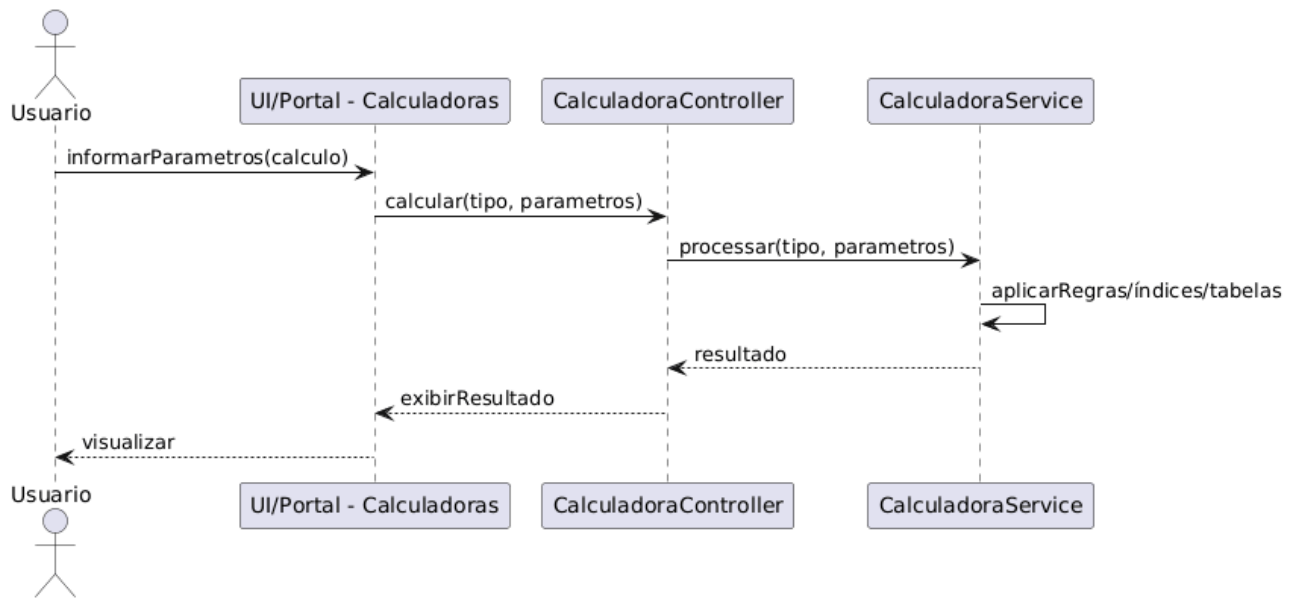 Usuario
UI/Portal - Calculadoras
CalculadoraController
CalculadoraService
informarParametros(calculo)
calcular(tipo, parametros)
processar(tipo, parametros)
aplicarRegras/índices/tabelas
resultado
exibirResultado
visualizar
Usuario
UI/Portal - Calculadoras
CalculadoraController
CalculadoraService